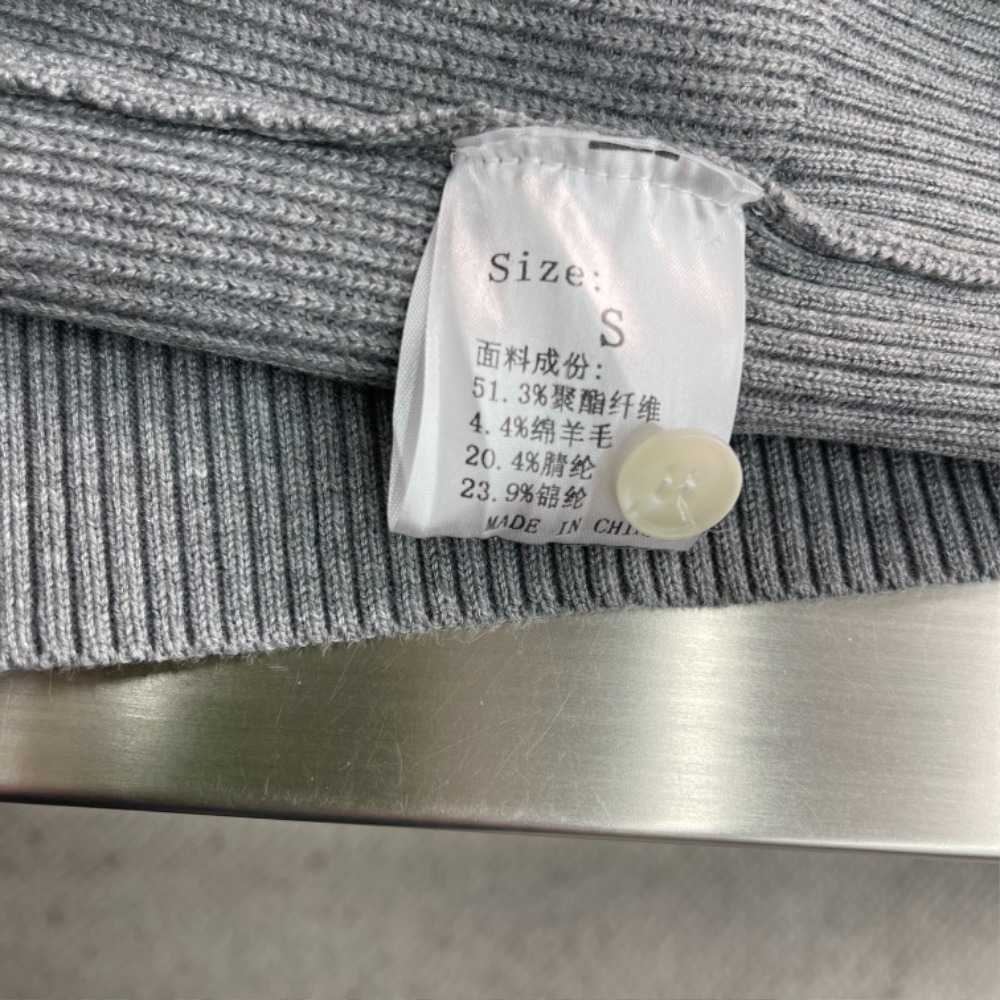 Size:
S
面料成份:
51.3%聚酯纤维
4.4%绵羊毛
20.4%腈纶
23.9%锦纶
MADE IN